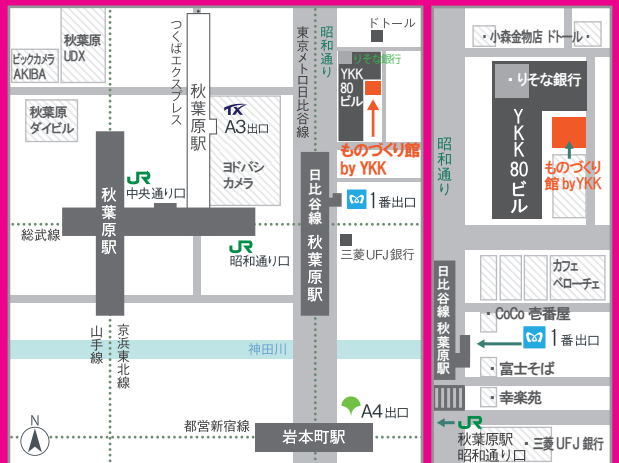 ビックカメラ
AKIBA
秋葉原
UDX
秋葉原
ダイビル
つくばエクスプレス
秋葉原駅
TX
A3出口
ヨドバシ
カメラ
東京メトロ日比谷線
昭和通り
ドトール
りそな銀行
YKK
80
ビル
ものづくり館
by YKK
JR
中央通り口
秋葉原駅
総武線
JR
昭和通り口
日比谷線 秋葉原駅
1番出口
三菱UFJ銀行
山手線
京浜東北線
神田川
N
都営新宿線
岩本町駅
A4出口
・小森金物店 ドトール・
・りそな銀行
YKK80ビル
ものづくり
館 byYKK
昭和通り
カフェ
ベローチェ
日比谷線 秋葉原駅
・CoCo 壱番屋
1番出口
・富士そば
・幸楽苑
JR
秋葉原駅
昭和通り口
・三菱UFJ銀行